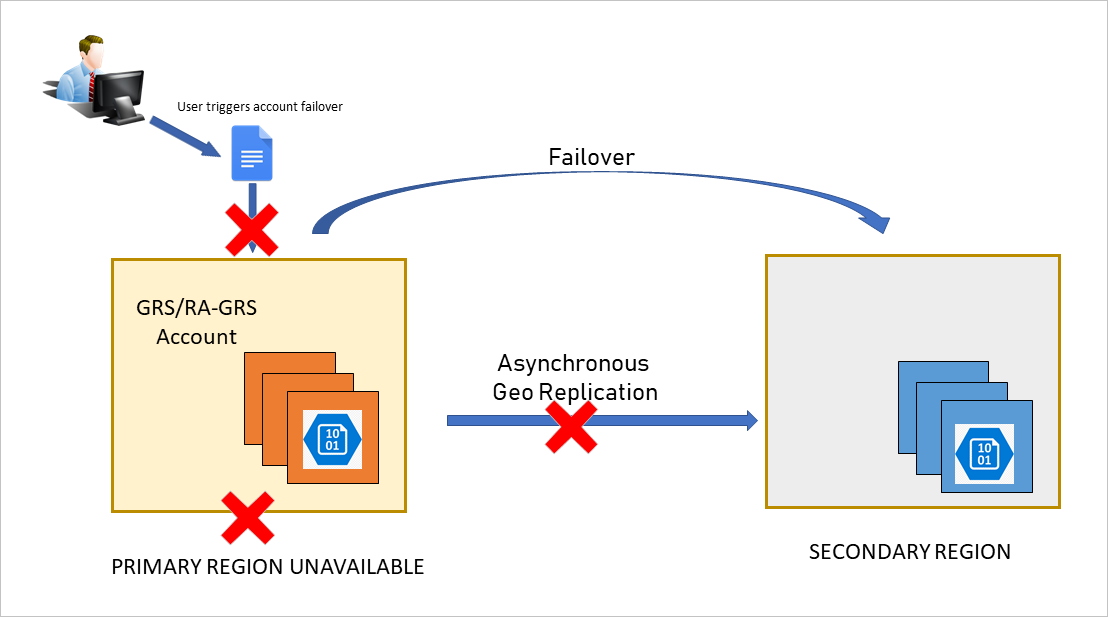 User triggers account failover
Failover
GRS/RA-GRS
Account
Asynchronous
Geo Replication
10
01
10
01
PRIMARY REGION UNAVAILABLE
SECONDARY REGION